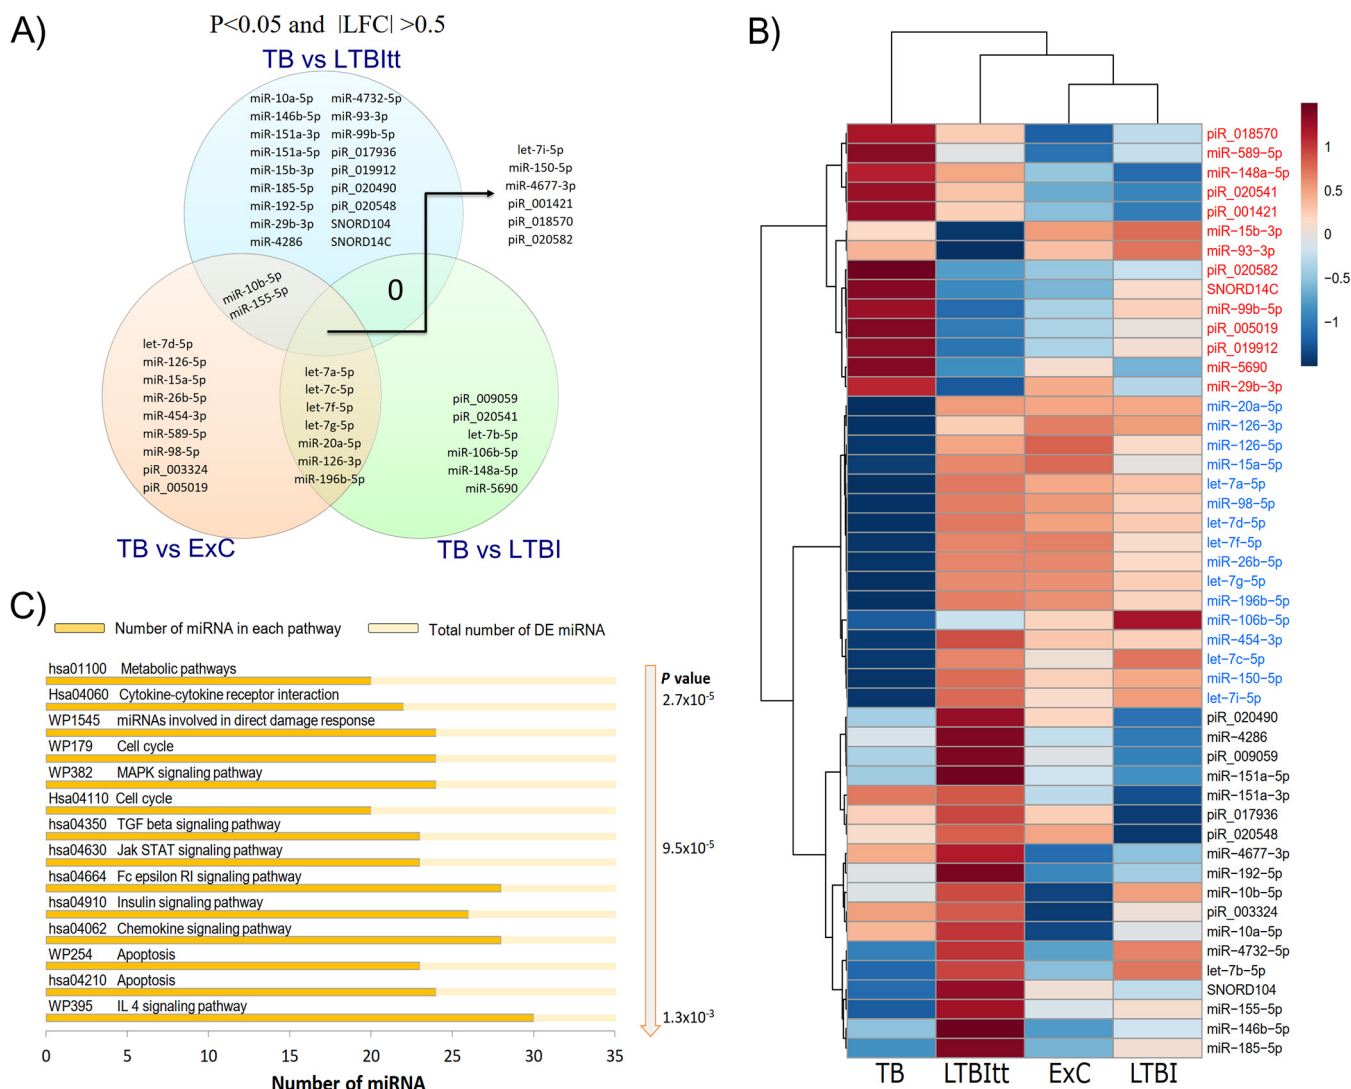 A)
P<0.05 and |LFC| >0.5
TB vs LTBItt
miR-10a-5p miR-4732-5p
miR-146b-5p miR-93-3p
miR-151a-3p miR-99b-5p
miR-151a-5p piR_017936
miR-15b-3p piR_019912
miR-185-5p piR_020490
miR-192-5p piR_020548
miR-29b-3p SNORD104
miR-4286 SNORD14C
let-7i-5p
miR-150-5p
miR-4677-3p
piR_001421
piR_018570
piR_020582
miR-10b-5p
miR-155-5p
0
let-7d-5p
miR-126-5p
miR-15a-5p
miR-26b-5p
miR-454-3p
miR-589-5p
miR-98-5p
piR_003324
piR_005019
let-7a-5p
let-7c-5p
let-7f-5p
let-7g-5p
miR-20a-5p
miR-126-3p
miR-196b-5p
piR_009059
piR_020541
let-7b-5p
miR-106b-5p
miR-148a-5p
miR-5690
TB vs ExC
TB vs LTBI
B)
piR_018570
miR−589−5p
miR−148a−5p
piR_020541
piR_001421
miR−15b−3p
miR−93−3p
piR_020582
SNORD14C
miR−99b−5p
piR_005019
piR_019912
miR−5690
miR−29b−3p
miR−20a−5p
miR−126−3p
miR−126−5p
miR−15a−5p
let−7a−5p
miR−98−5p
let−7d−5p
let−7f−5p
miR−26b−5p
let−7g−5p
miR−196b−5p
miR−106b−5p
miR−454−3p
let−7c−5p
miR−150−5p
let−7i−5p
piR_020490
miR−4286
piR_009059
miR−151a−5p
miR−151a−3p
piR_017936
piR_020548
miR−4677−3p
miR−192−5p
miR−10b−5p
piR_003324
miR−10a−5p
miR−4732−5p
let−7b−5p
SNORD104
miR−155−5p
miR−146b−5p
miR−185−5p
1
0.5
0
−0.5
−1
TB LTBItt ExC LTBI
C)
Number of miRNA in each pathway Total number of DE miRNA
hsa01100 Metabolic pathways
Hsa04060 Cytokine-cytokine receptor interaction
WP1545 miRNAs involved in direct damage response
WP179 Cell cycle
WP382 MAPK signaling pathway
Hsa04110 Cell cycle
hsa04350 TGF beta signaling pathway
hsa04630 Jak STAT signaling pathway
hsa04664 Fc epsilon RI signaling pathway
hsa04910 Insulin signaling pathway
hsa04062 Chemokine signaling pathway
WP254 Apoptosis
hsa04210 Apoptosis
WP395 IL 4 signaling pathway
P value
2.7x10⁻⁵
9.5x10⁻⁵
1.3x10⁻³
0 5 10 15 20 25 30 35
Number of miRNA